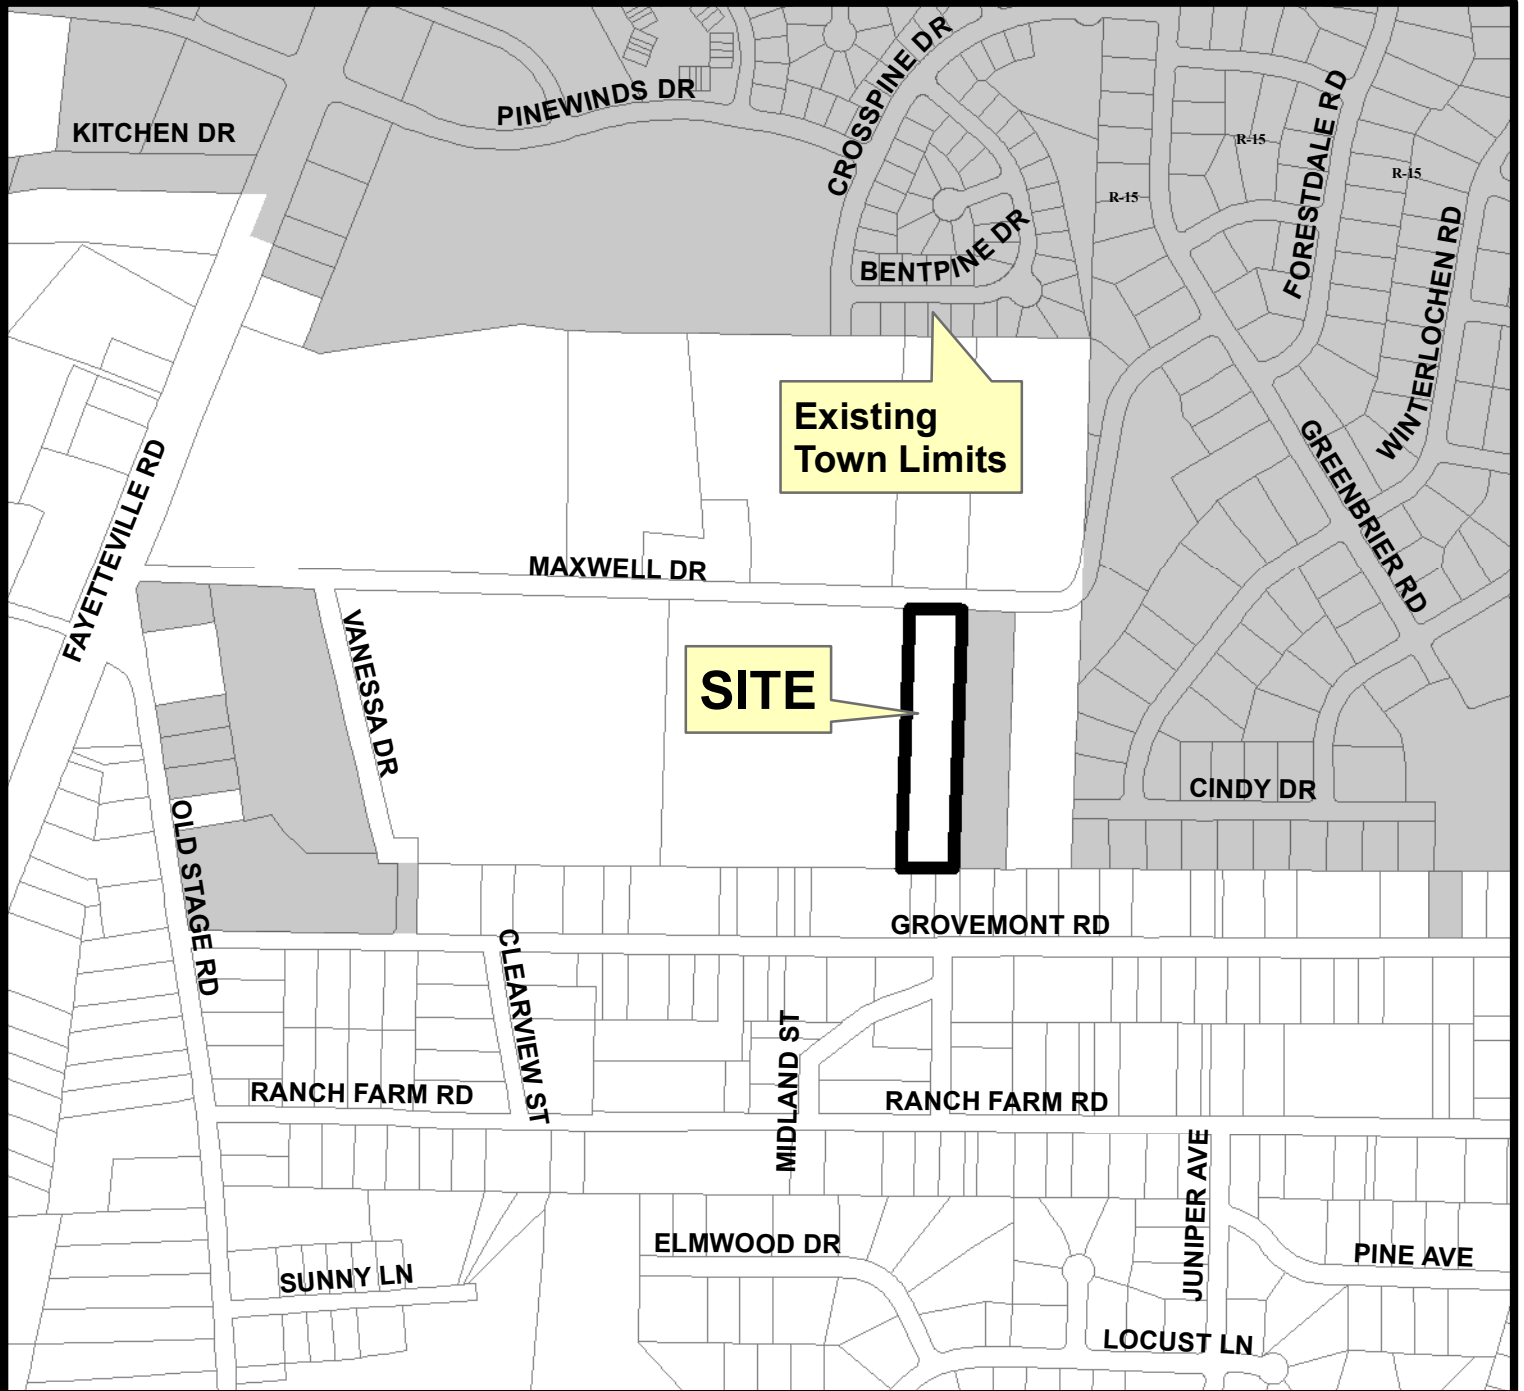 PINEWINDS DR
CROSSPINE DR
KITCHEN DR
FORESTDALE RD
R-15
R-15
R-15
BENTPINE DR
WINTERLOCHEN RD
Existing
Town Limits
GREENBRIER RD
FAYETTEVILLE RD
MAXWELL DR
VANESSA DR
SITE
CINDY DR
OLD STAGE RD
GROVEMONT RD
CLEARVIEW ST
MIDLAND ST
RANCH FARM RD
RANCH FARM RD
JUNIPER AVE
ELMWOOD DR
PINE AVE
SUNNY LN
LOCUST LN